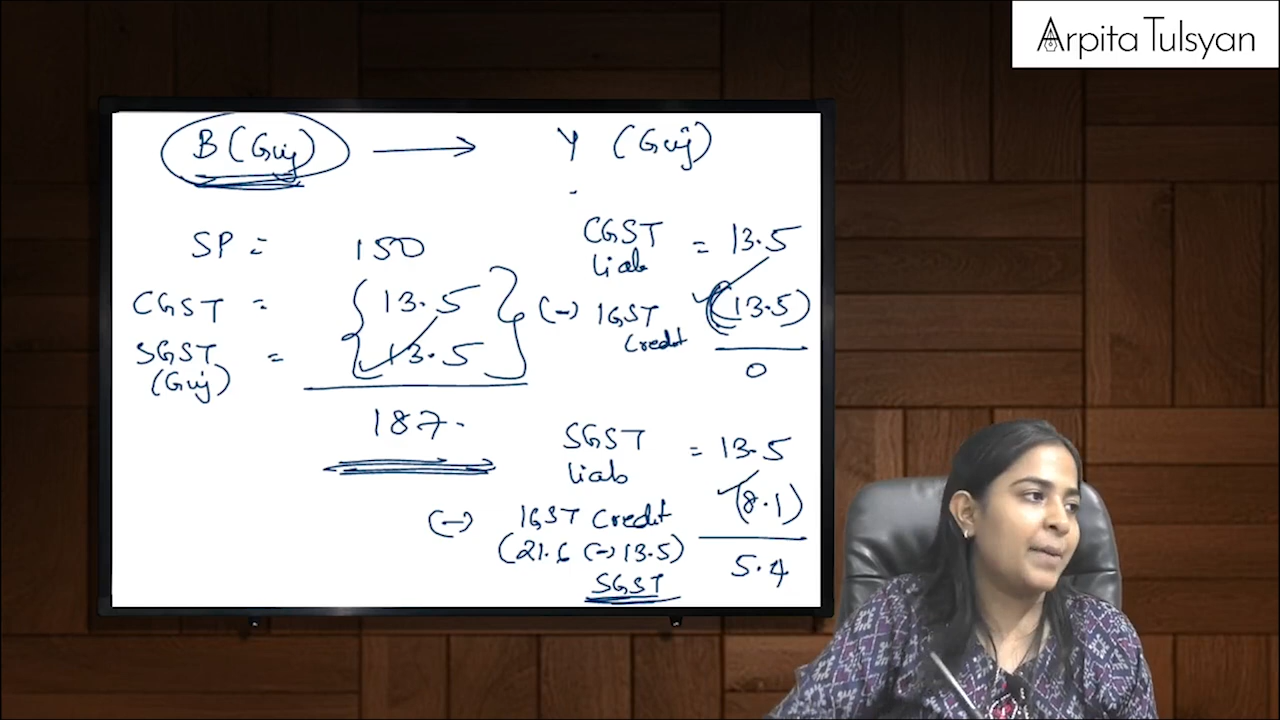 Arpita Tulsyan
B (Guj) → Y (Guj)
SP = 150
CGST = 13.5
SGST (Guj) = 13.5
187.
CGST Liab = 13.5
(-) IGST Credit (13.5)
0
SGST Liab = 13.5
(-) IGST Credit (8.1)
(21.6 (-) 13.5)
SGST
5.4